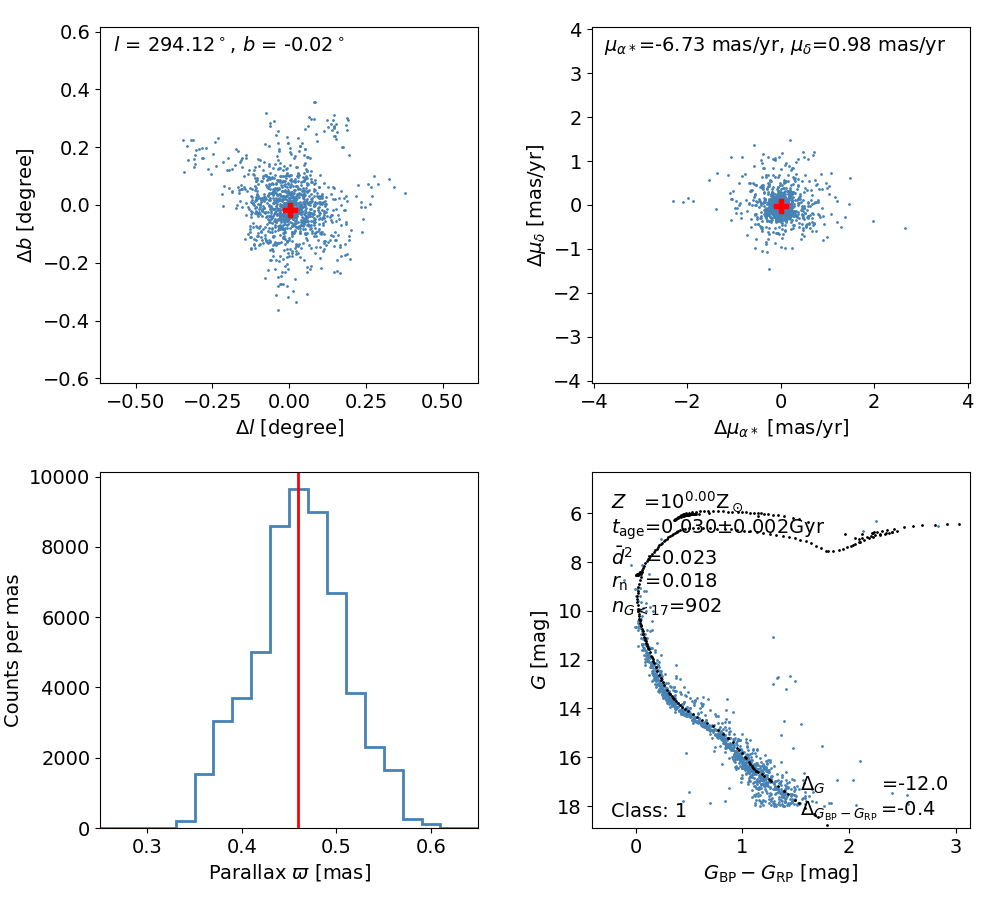 l = 294.12°, b = -0.02°
0.6
0.4
0.2
0.0
−0.2
−0.4
−0.6
Δb [degree]
−0.50 −0.25 0.00 0.25 0.50
Δl [degree]
μα∗=-6.73 mas/yr, μδ=0.98 mas/yr
4
3
2
1
0
−1
−2
−3
−4
Δμδ [mas/yr]
−4 −2 0 2 4
Δμα∗ [mas/yr]
10000
8000
6000
4000
2000
0
Counts per mas
0.3 0.4 0.5 0.6
Parallax ϖ [mas]
Z =10^0.00 Z⊙
t_age=0.030±0.002Gyr
d̄² =0.023
r_n =0.018
n_G<17=902
6
8
10
12
14
16
18
G [mag]
Δ_G =-12.0
Δ_GBP−GRP =-0.4
Class: 1
0 1 2 3
G_BP − G_RP [mag]